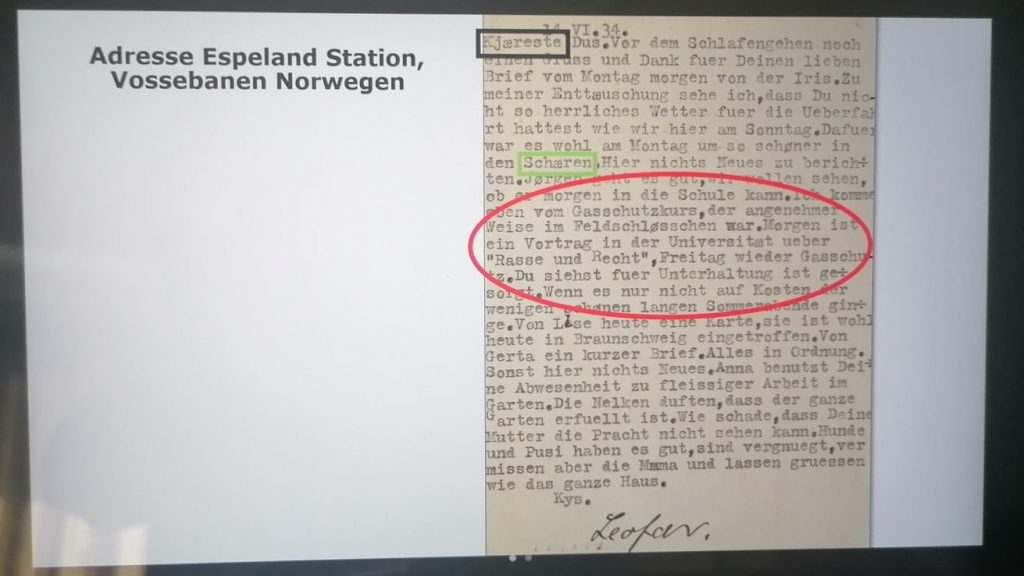 Adresse Espeland Station,
Vossebanen Norwegen
14.VI.34.
Kjæreste Dus.Vor dem Schlafengehen noch
einen Gruss und Dank fuer Deinen lieben
Brief vom Montag morgen von der Iris.Zu
meiner Enttæuschung sehe ich,dass Du nic-
ht so herrliches Wetter fuer die Ueberfah
rt hattest wie wir hier am Sonntag.Dafuer
war es wohl am Montag um so schøner in
den Schæren.Hier nichts Neues zu berich÷
ten.Jørgen geht es gut,wir wollen sehen,
ob er morgen in die Schule kann.Ich komme
eben vom Gasschutzkurs,der angenehmer
Weise im Feldschløsschen war.Morgen ist
ein Vortrag in der Universitæt ueber
"Rasse und Recht",Freitag wieder Gasschu-
tz.Du siehst fuer Unterhaltung ist ge÷
sorgt.Wenn es nur nicht auf Kosten der
wenigen schønen langen Sommerabende gin÷
ge.Von Lise heute eine Karte,sie ist wohl
heute in Braunschweig eingetroffen.Von
Gerta ein kurzer Brief.Alles in Ordnung.
Sonst hier nichts Neues.Anna benutzt Dei÷
ne Abwesenheit zu fleissiger Arbeit im
Garten.Die Nelken duften,dass der ganze
Garten erfuellt ist.Wie schade,dass Deine
Mutter die Pracht nicht sehen kann.Hunde
und Pusi haben es gut,sind vergnuegt,ver
missen aber die Mama und lassen gruessen
wie das ganze Haus.
Kys.